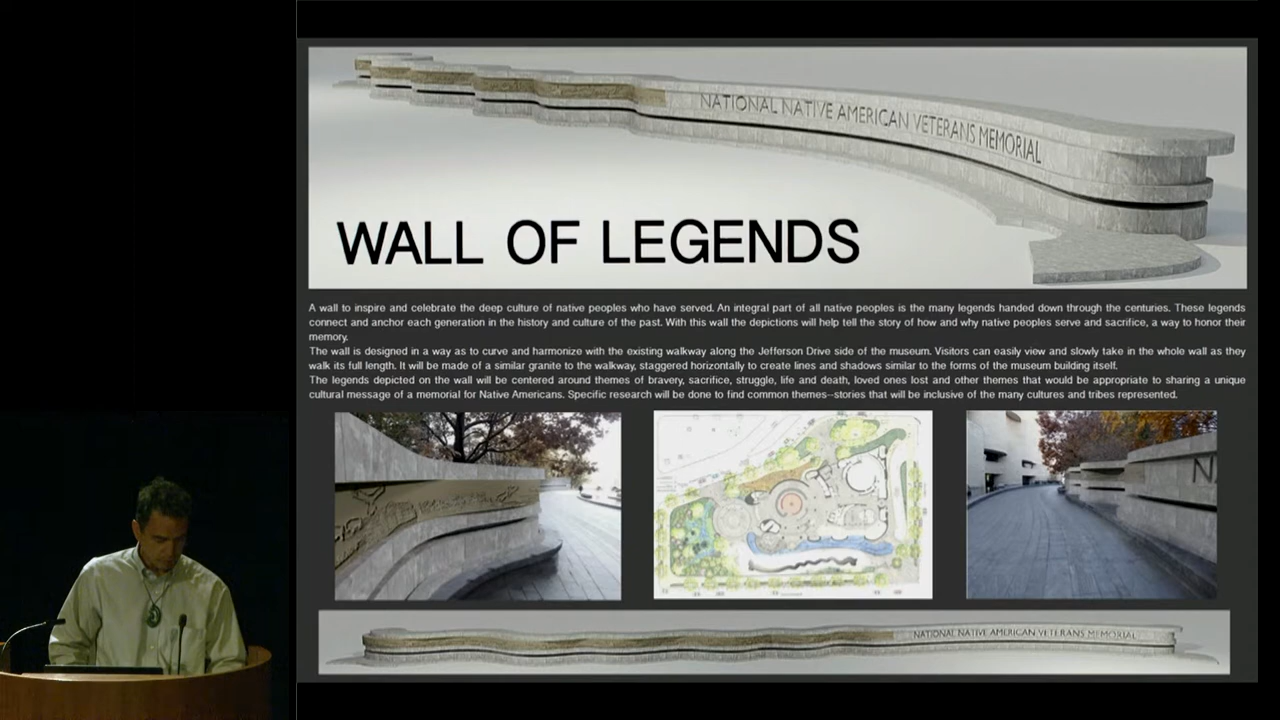 NATIONAL NATIVE AMERICAN VETERANS MEMORIAL
WALL OF LEGENDS
A wall to inspire and celebrate the deep culture of native peoples who have served. An integral part of all native peoples is the many legends handed down through the centuries. These legends
connect and anchor each generation in the history and culture of the past. With this wall the depictions will help tell the story of how and why native peoples serve and sacrifice, a way to honor their
memory.
The wall is designed in a way as to curve and harmonize with the existing walkway along the Jefferson Drive side of the museum. Visitors can easily view and slowly take in the whole wall as they
walk its full length. It will be made of a similar granite to the walkway, staggered horizontally to create lines and shadows similar to the forms of the museum building itself.
The legends depicted on the wall will be centered around themes of bravery, sacrifice, struggle, life and death, loved ones lost and other themes that would be appropriate to sharing a unique
cultural message of a memorial for Native Americans. Specific research will be done to find common themes--stories that will be inclusive of the many cultures and tribes represented.
N
NATIONAL NATIVE AMERICAN VETERANS MEMORIAL